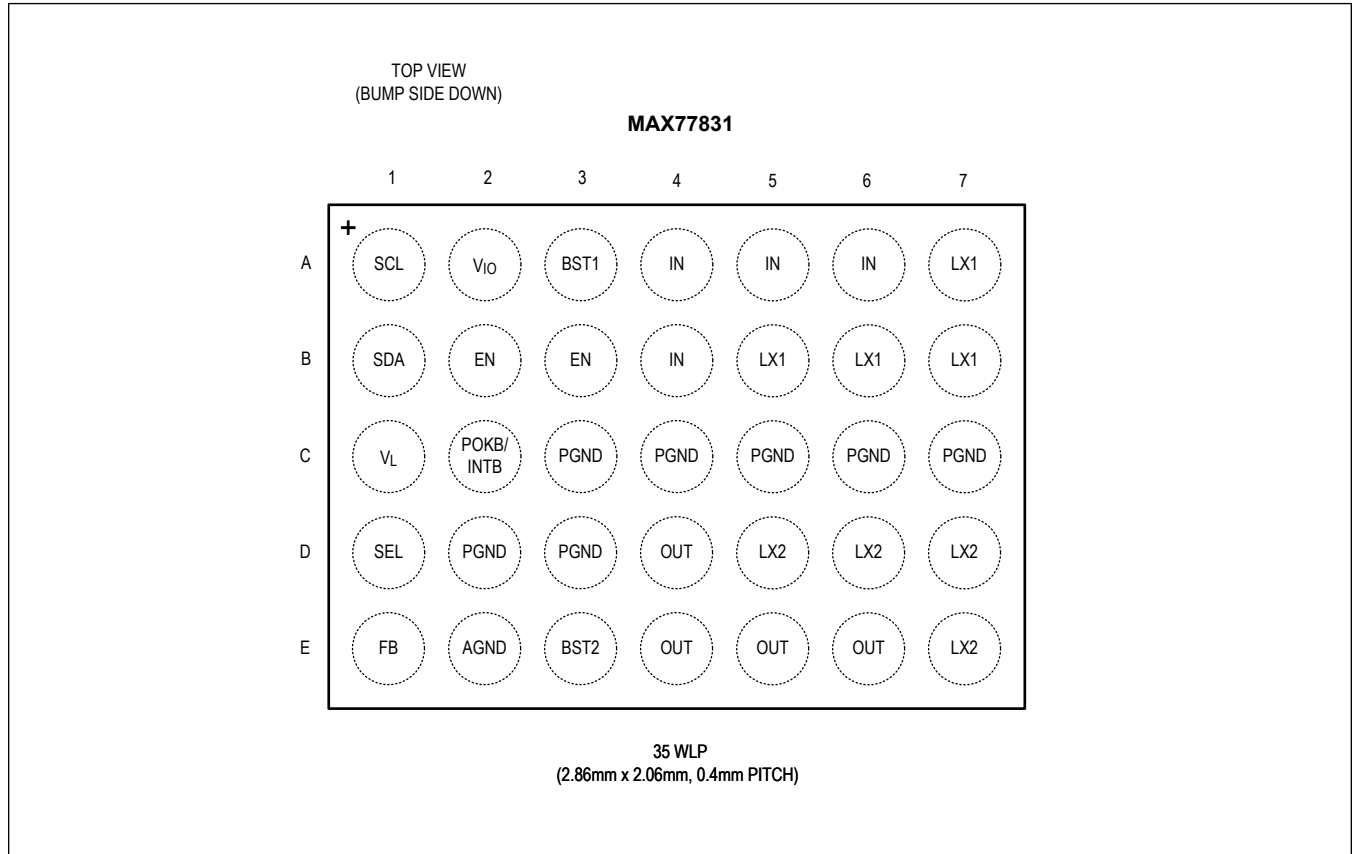 TOP VIEW
(BUMP SIDE DOWN)
MAX77831
1 2 3 4 5 6 7
+
A SCL VIO BST1 IN IN IN LX1
B SDA EN EN IN LX1 LX1 LX1
C VL POKB/ INTB PGND PGND PGND PGND PGND
D SEL PGND PGND OUT LX2 LX2 LX2
E FB AGND BST2 OUT OUT OUT LX2
35 WLP
(2.86mm x 2.06mm, 0.4mm PITCH)